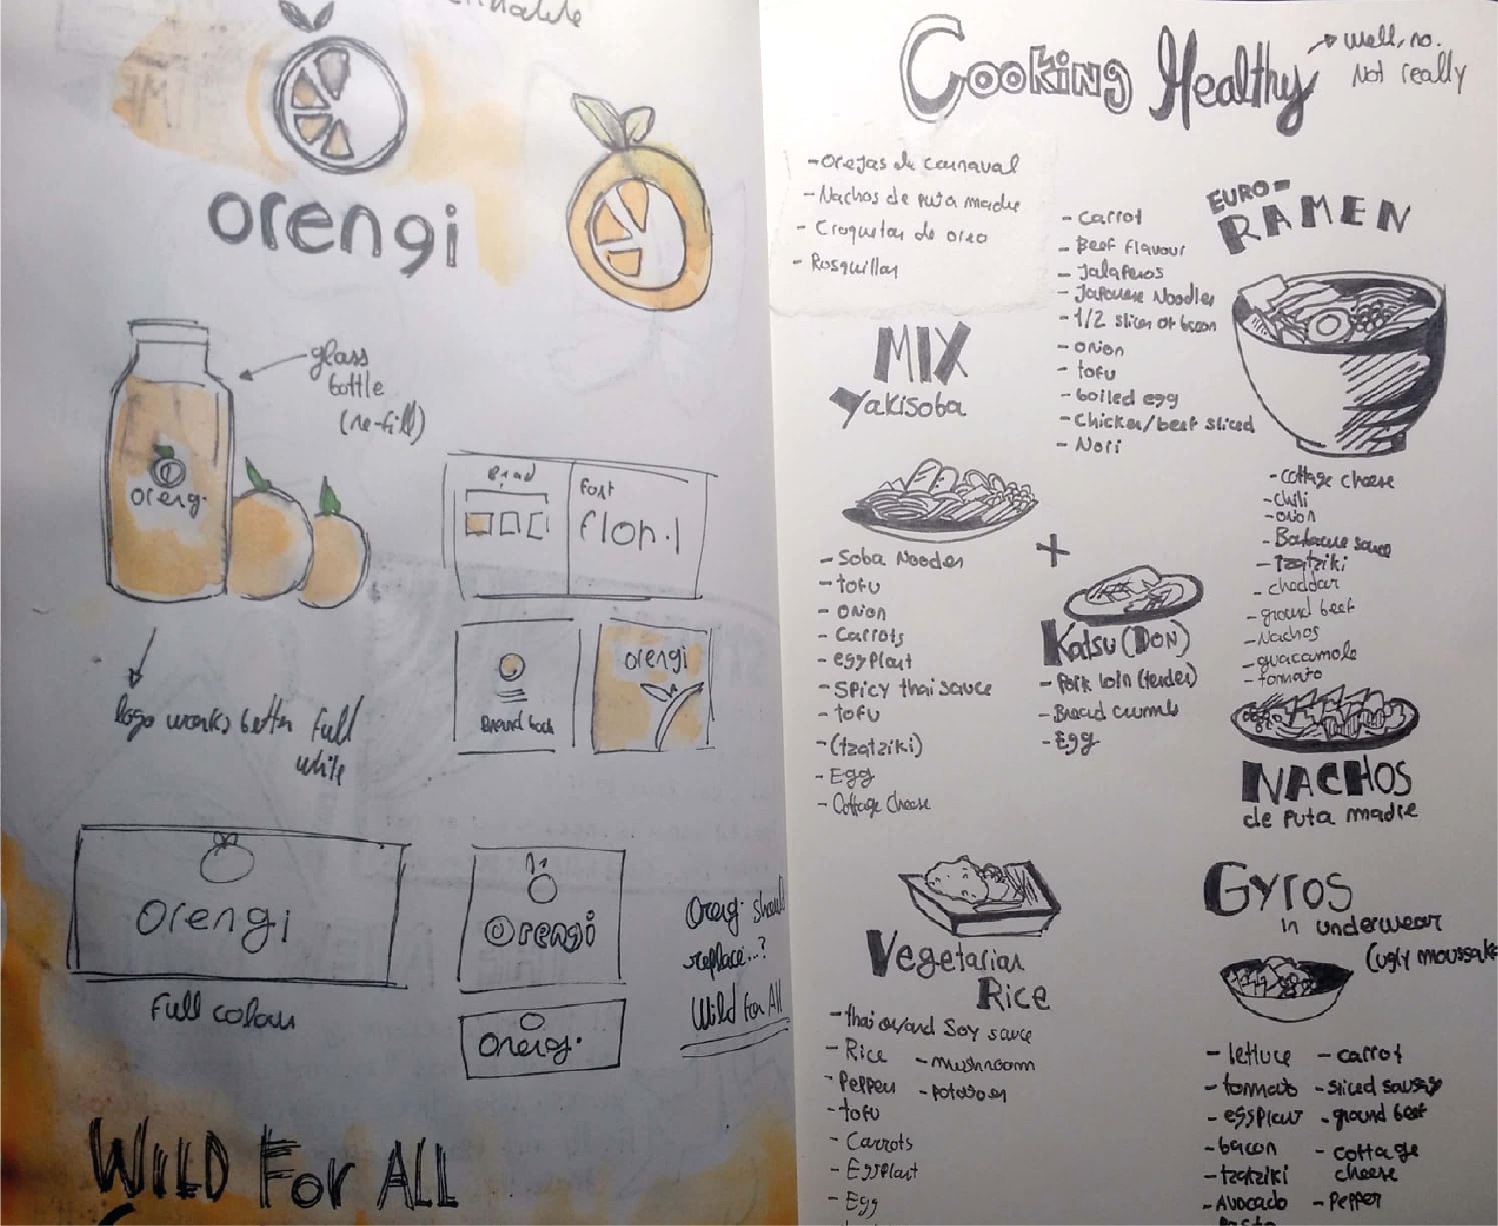 orengi
glass
bottle
(re-fill)
orengi
Brand
font
flon.l
Brand book
orengi
logo works better full
white
Orengi
Full colour
Orengi
Orengi
Orengi should
replace..?
Wild For All
WILD FOR ALL
Cooking Healthy
well, no.
Not really
- Orejas de carnaval
- Nachos de puta madre
- Croquetas de oreo
- Rosquillas
EURO-
RAMEN
- Carrot
- Beef flavour
- Jalapeños
- Japanese Noodles
- 1/2 slices of bacon
- onion
- tofu
- boiled egg
- Chicken/beef sliced
- Nori
MIX
Yakisoba
- Soba Noodles
- tofu
- Onion
- Carrots
- eggplant
- Spicy thai sauce
- tofu
- (tzatziki)
- Egg
- Cottage cheese
+
Katsu (DON)
- Pork loin (tender)
- Bread crumbs
- Egg
- cottage cheese
- chili
- onion
- Barbecue sauce
- Tzatziki
- cheddar
- ground beef
- Nachos
- guacamole
- tomato
NACHOS
de puta madre
Vegetarian
Rice
- thai or/and Soy sauce
- Rice - mushroom
- Pepper - potatoes
- tofu
- Carrots
- Eggplant
- Egg
Gyros
in underwear
(ugly moussaka
- lettuce - carrot
- tommato - sliced sausage
- eggplant - ground beef
- bacon - cottage
- tzatziki cheese
- Avocado - Pepper